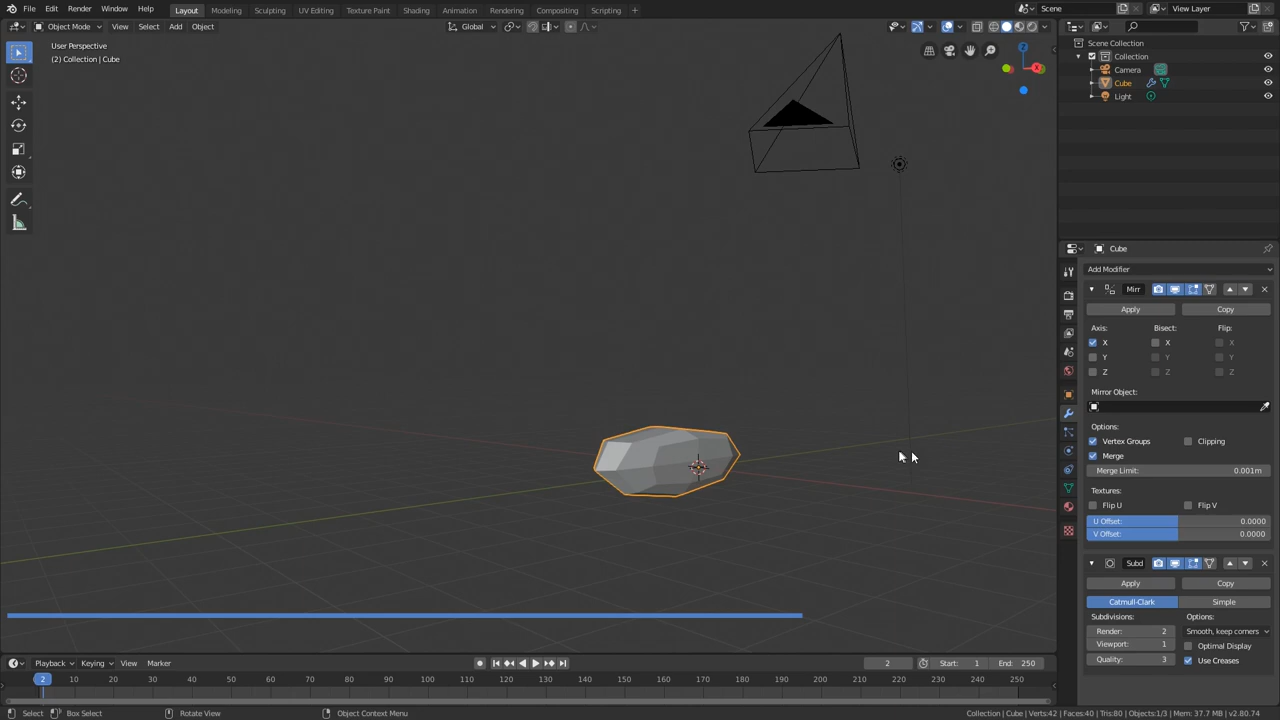 File Edit Render Window Help Layout Modeling Sculpting UV Editing Texture Paint Shading Animation Rendering Compositing Scripting + Scene View Layer
Object Mode View Select Add Object Global
User Perspective
(2) Collection | Cube
X
Z
Scene Collection
Collection
Camera
Cube
Light
Cube
Add Modifier
Mirr
Apply Copy
Axis: Bisect: Flip:
X X X
Y Y Y
Z Z Z
Mirror Object:
Options:
Vertex Groups Clipping
Merge
Merge Limit: 0.001m
Textures:
Flip U Flip V
U Offset: 0.0000
V Offset: 0.0000
Subd
Apply Copy
Catmull-Clark Simple
Subdivisions: Options:
Render: 2 Smooth, keep corners
Viewport: 1 Optimal Display
Quality: 3 Use Creases
Playback Keying View Marker 2 Start: 1 End: 250
2 10 20 30 40 50 60 70 80 90 100 110 120 130 140 150 160 170 180 190 200 210 220 230 240 250
Select Box Select Rotate View Object Context Menu Collection | Cube | Verts:42 | Faces:40 | Tris:80 | Objects:1/3 | Mem: 37.7 MB | v2.80.74